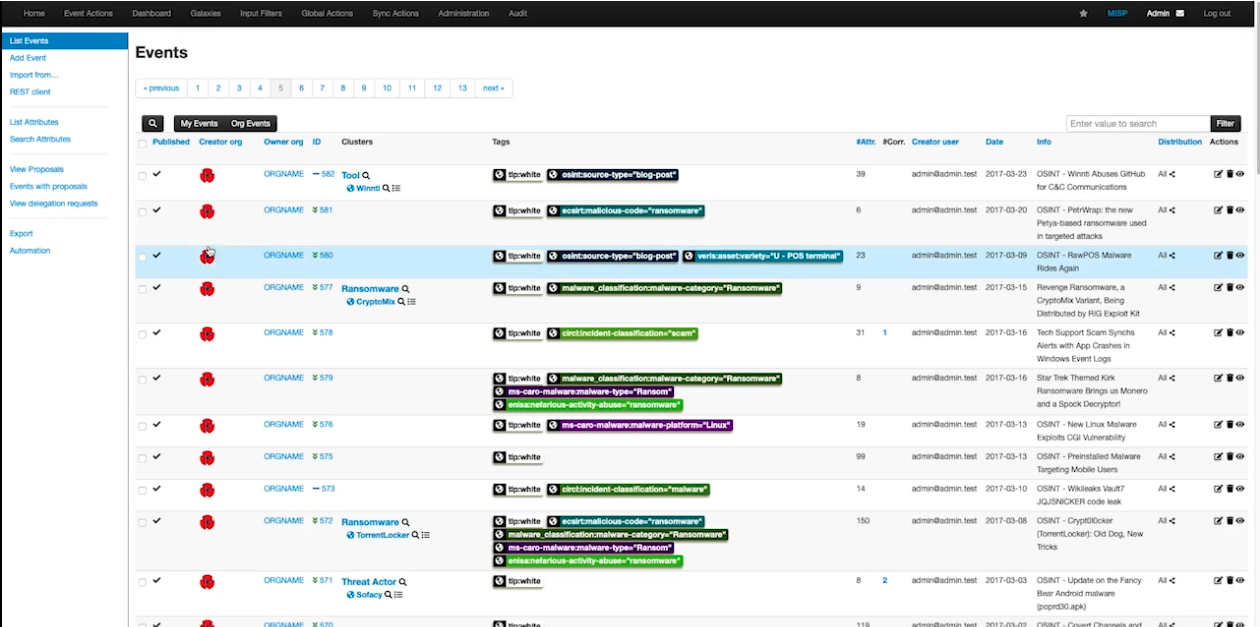 Home Event Actions Dashboard Galaxies Input Filters Global Actions Sync Actions Administration Audit MISP Admin Log out
List Events
Add Event
Import from...
REST client
List Attributes
Search Attributes
View Proposals
Events with proposals
View delegation requests
Export
Automation
Events
« previous 1 2 3 4 5 6 7 8 9 10 11 12 13 next »
My Events Org Events Enter value to search Filter
Published Creator org Owner org ID Clusters Tags #Attr. #Corr. Creator user Date Info Distribution Actions
ORGNAME 582 Tool tlp:white osint:source-type="blog-post" 39 admin@admin.test 2017-03-23 OSINT - Winnti Abuses GitHub All
Winnti for C&C Communications
ORGNAME 581 tlp:white ecsirt:malicious-code="ransomware" 6 admin@admin.test 2017-03-20 OSINT - PetrWrap: the new All
Petya-based ransomware used
in targeted attacks
ORGNAME 580 tlp:white osint:source-type="blog-post" veris:asset:variety="U - POS terminal" 23 admin@admin.test 2017-03-09 OSINT - RawPOS Malware All
Rides Again
ORGNAME 577 Ransomware tlp:white malware_classification:malware-category="Ransomware" 9 admin@admin.test 2017-03-15 Revenge Ransomware, a All
CryptoMix CryptoMix Variant, Being
Distributed by RIG Exploit Kit
ORGNAME 578 tlp:white circl:incident-classification="scam" 31 1 admin@admin.test 2017-03-16 Tech Support Scam Synchs All
Alerts with App Crashes in
Windows Event Logs
ORGNAME 579 tlp:white malware_classification:malware-category="Ransomware" 8 admin@admin.test 2017-03-16 Star Trek Themed Kirk All
ms-caro-malware:malware-type="Ransom" Ransomware Brings us Monero
enisa:nefarious-activity-abuse="ransomware" and a Spock Decryptor!
ORGNAME 576 tlp:white ms-caro-malware:malware-platform="Linux" 19 admin@admin.test 2017-03-13 OSINT - New Linux Malware All
Exploits CGI Vulnerability
ORGNAME 575 tlp:white 99 admin@admin.test 2017-03-13 OSINT - Preinstalled Malware All
Targeting Mobile Users
ORGNAME 573 tlp:white circl:incident-classification="malware" 14 admin@admin.test 2017-03-10 OSINT - Wikileaks Vault7 All
JQJSNICKER code leak
ORGNAME 572 Ransomware tlp:white ecsirt:malicious-code="ransomware" 150 admin@admin.test 2017-03-08 OSINT - Crypt0l0cker All
TorrentLocker malware_classification:malware-category="Ransomware" (TorrentLocker): Old Dog, New
ms-caro-malware:malware-type="Ransom" Tricks
enisa:nefarious-activity-abuse="ransomware"
ORGNAME 571 Threat Actor tlp:white 8 2 admin@admin.test 2017-03-03 OSINT - Update on the Fancy All
Sofacy Bear Android malware
(poprd30.apk)
ORGNAME 570 tlp:white 119 admin@admin.test 2017-03-02 OSINT - Covert Channels and All